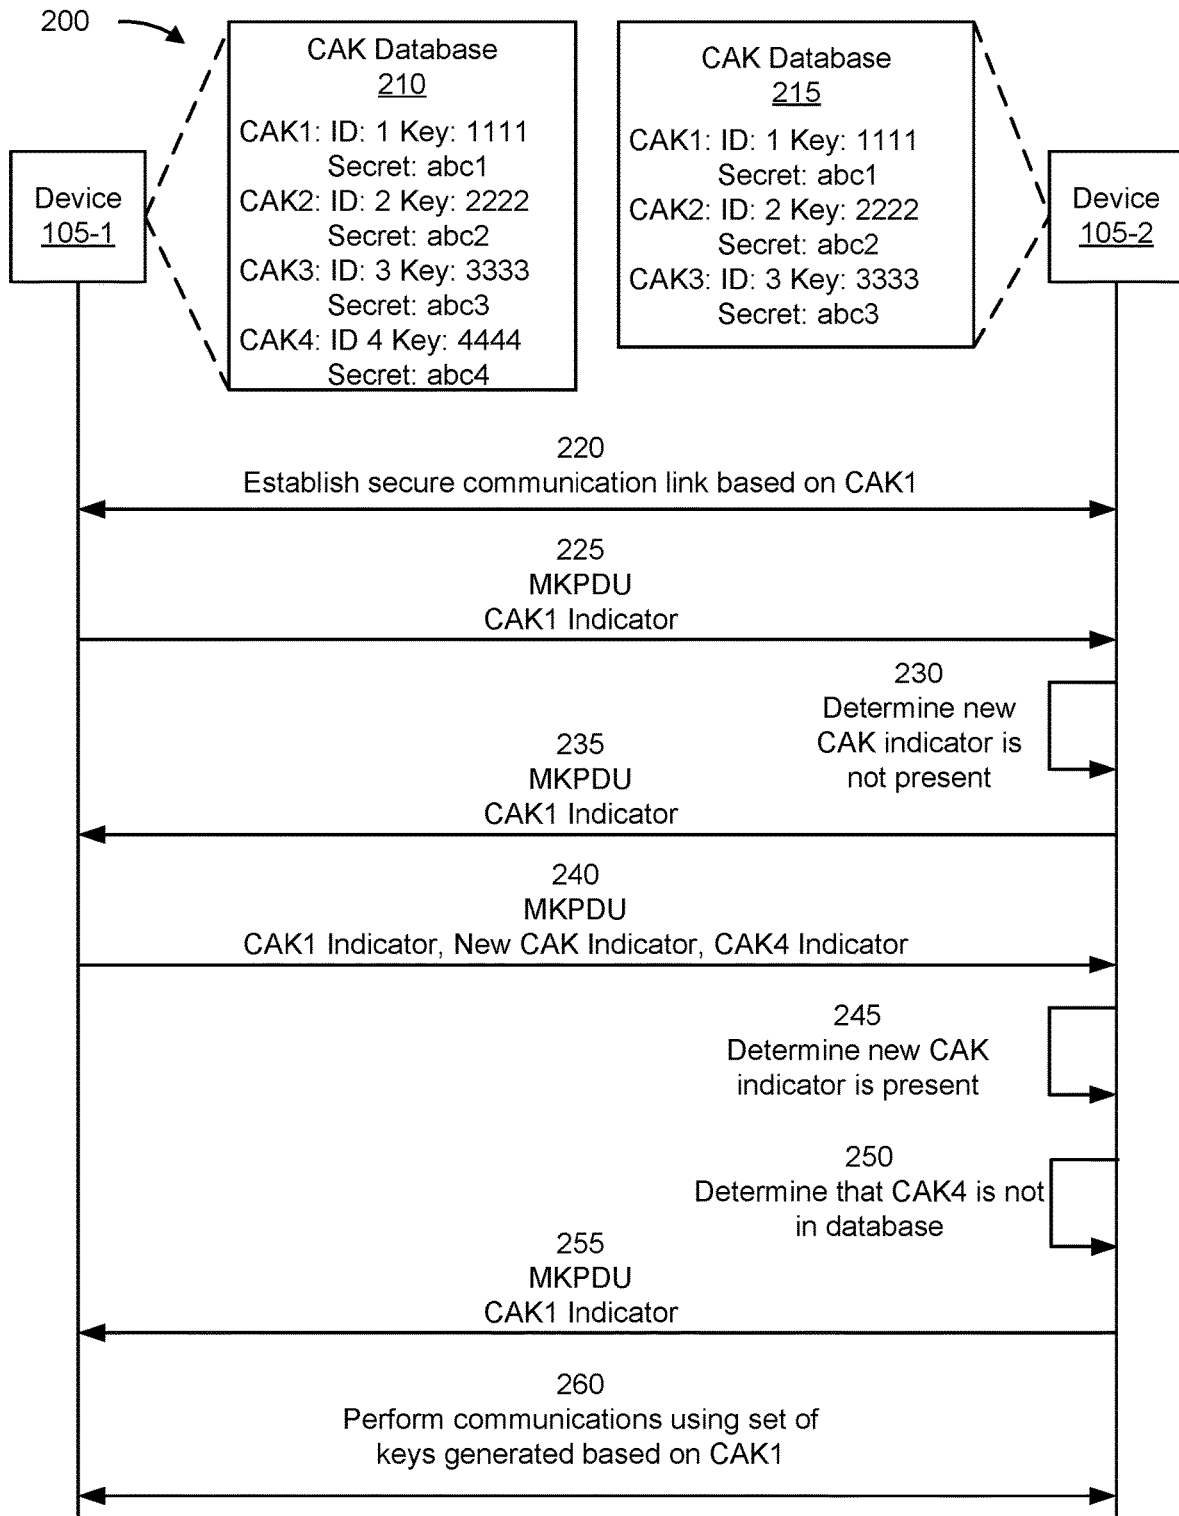 200
CAK Database
210
CAK1: ID: 1 Key: 1111
Secret: abc1
CAK2: ID: 2 Key: 2222
Secret: abc2
CAK3: ID: 3 Key: 3333
Secret: abc3
CAK4: ID 4 Key: 4444
Secret: abc4
CAK Database
215
CAK1: ID: 1 Key: 1111
Secret: abc1
CAK2: ID: 2 Key: 2222
Secret: abc2
CAK3: ID: 3 Key: 3333
Secret: abc3
Device
105-1
Device
105-2
220
Establish secure communication link based on CAK1
225
MKPDU
CAK1 Indicator
230
Determine new
CAK indicator is
not present
235
MKPDU
CAK1 Indicator
240
MKPDU
CAK1 Indicator, New CAK Indicator, CAK4 Indicator
245
Determine new CAK
indicator is present
250
Determine that CAK4 is not
in database
255
MKPDU
CAK1 Indicator
260
Perform communications using set of
keys generated based on CAK1